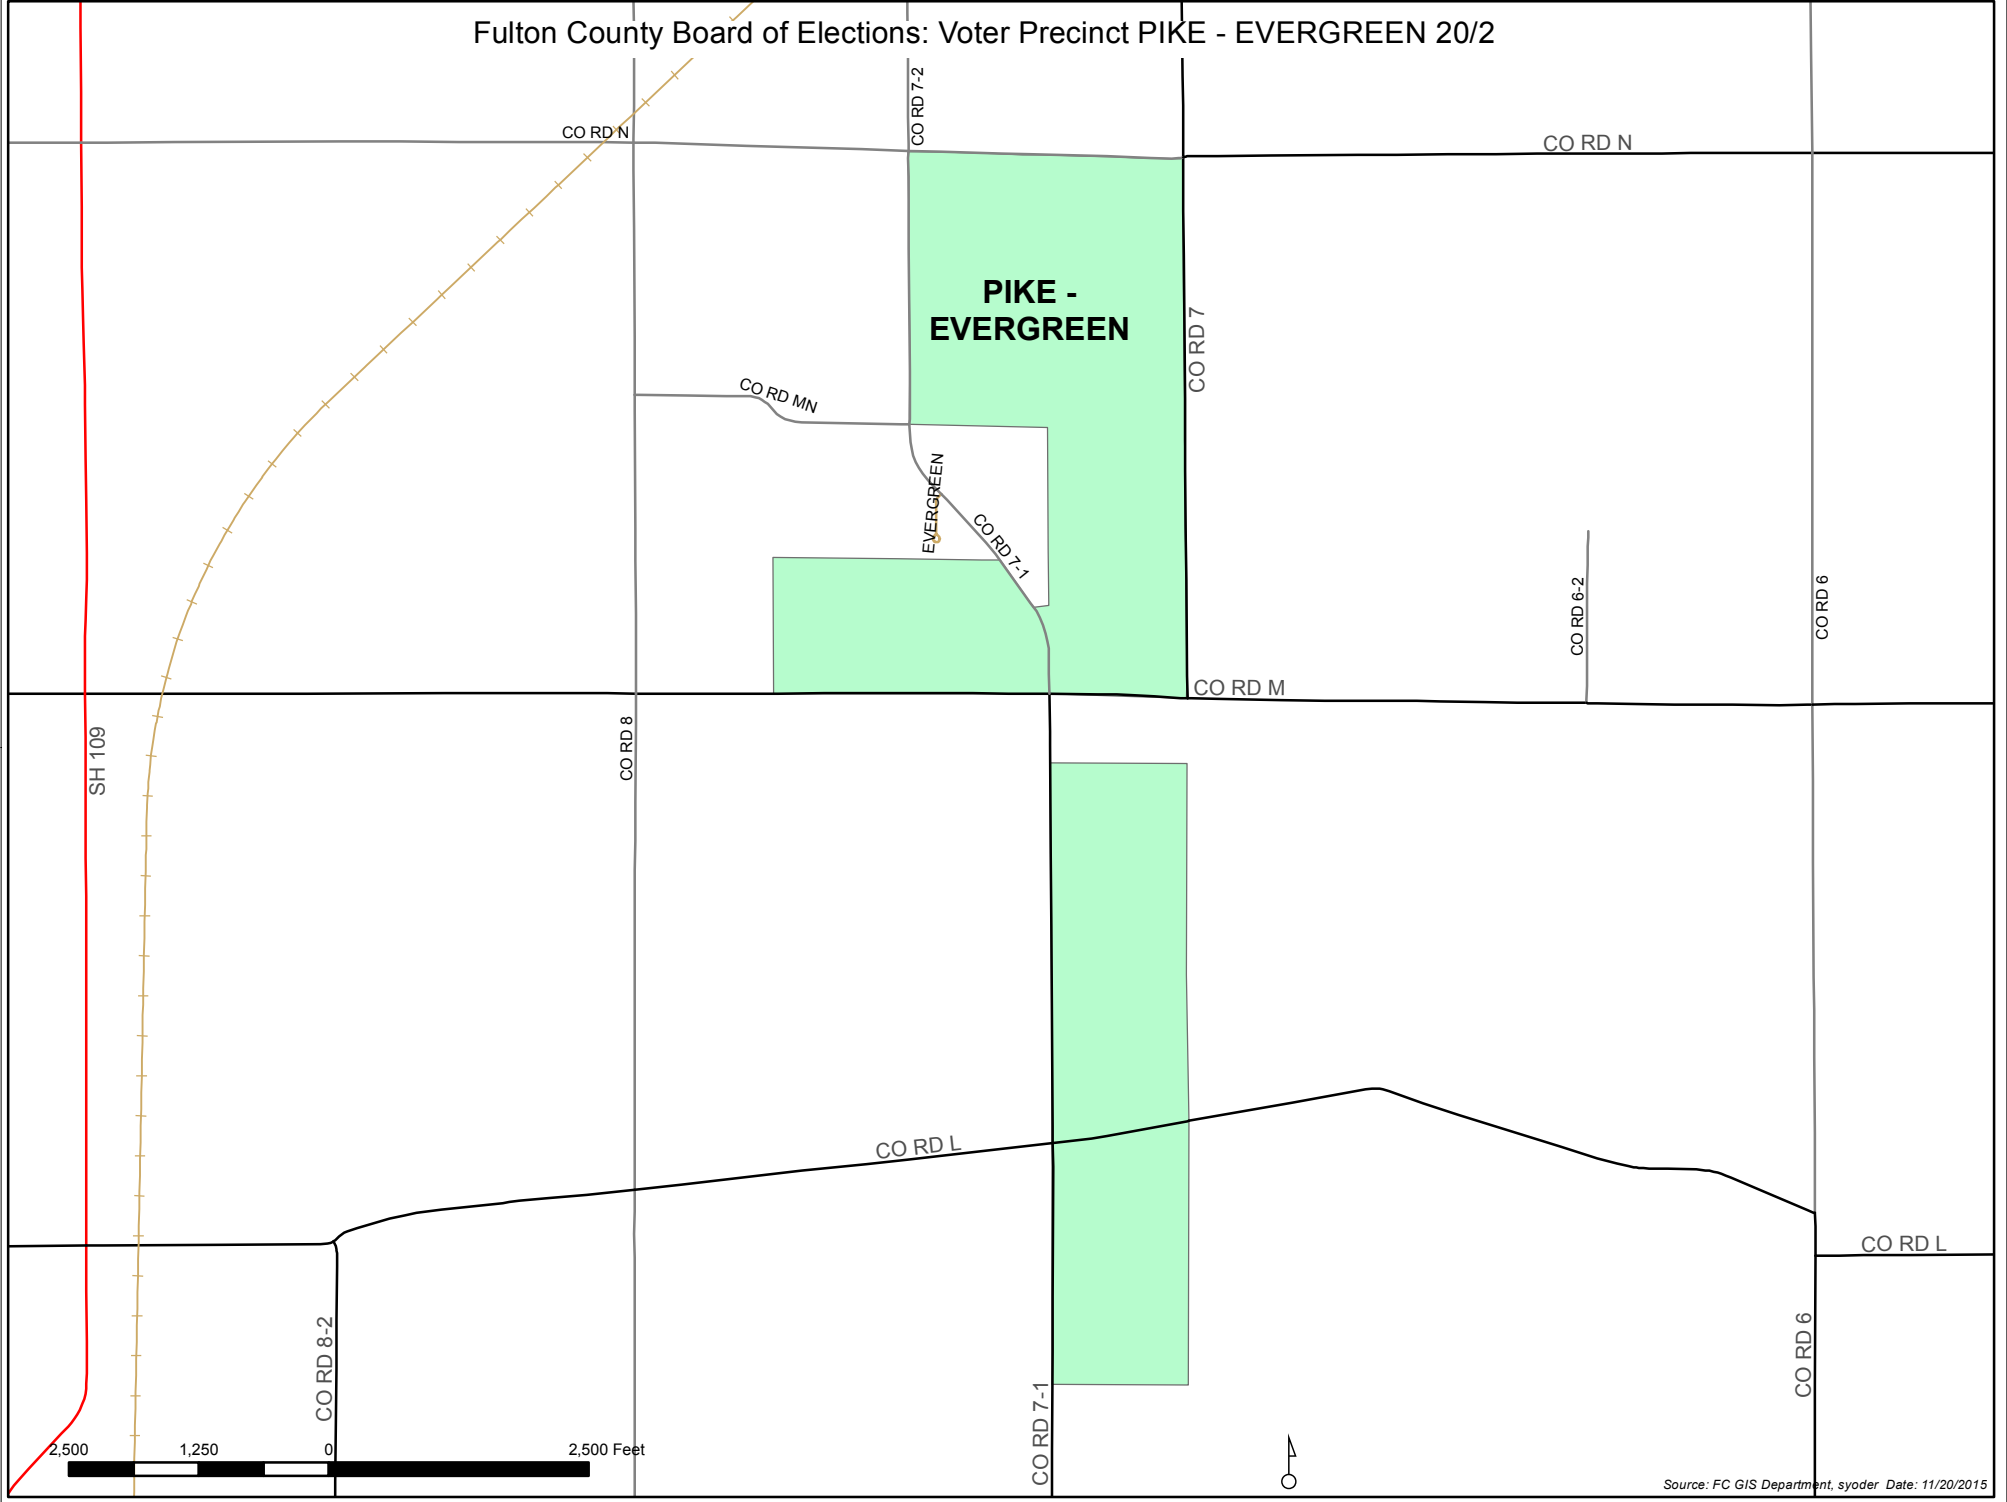 Fulton County Board of Elections: Voter Precinct PIKE - EVERGREEN 20/2
CO RD 7-2
CO RD N
CO RD N
PIKE -
EVERGREEN
CO RD 7
CO RD MN
EVERGREEN
CO RD 7-1
CO RD 6-2
CO RD 6
CO RD M
SH 109
CO RD 8
CO RD L
CO RD L
CO RD 8-2
CO RD 7-1
CO RD 6
2,500 1,250 0 2,500 Feet
Source: FC GIS Department, syoder Date: 11/20/2015